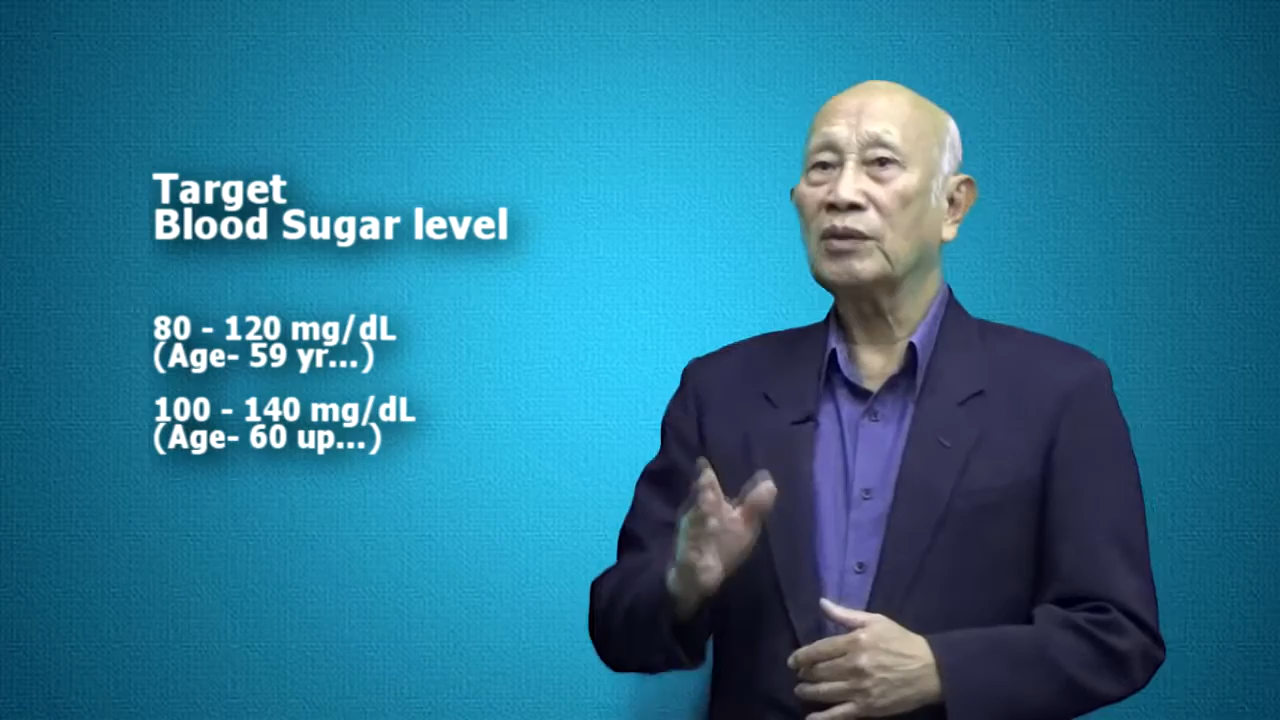 Target
Blood Sugar level
80 - 120 mg/dL
(Age- 59 yr...)
100 - 140 mg/dL
(Age- 60 up...)